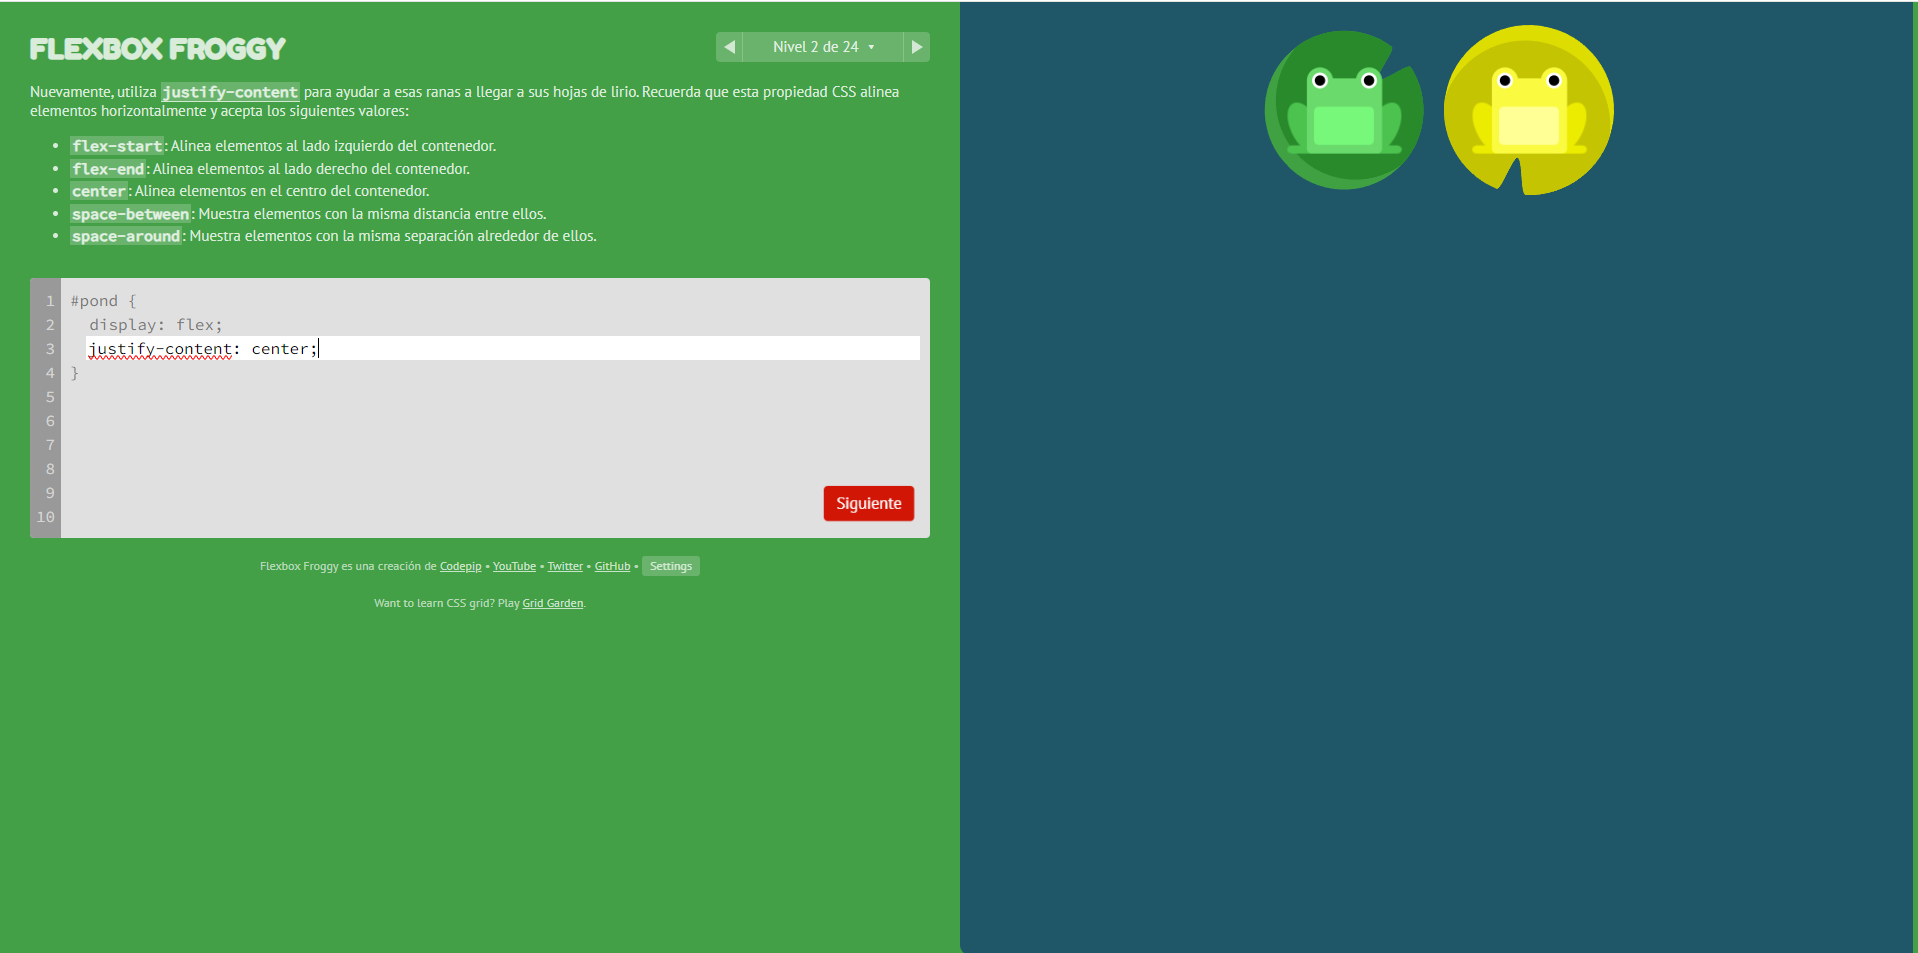 FLEXBOX FROGGY
Nivel 2 de 24
Nuevamente, utiliza justify-content para ayudar a esas ranas a llegar a sus hojas de lirio. Recuerda que esta propiedad CSS alinea
elementos horizontalmente y acepta los siguientes valores:
• flex-start: Alinea elementos al lado izquierdo del contenedor.
• flex-end: Alinea elementos al lado derecho del contenedor.
• center: Alinea elementos en el centro del contenedor.
• space-between: Muestra elementos con la misma distancia entre ellos.
• space-around: Muestra elementos con la misma separación alrededor de ellos.
1 #pond {
2 display: flex;
3 justify-content: center;
4 }
5
6
7
8
9
10
Siguiente
Flexbox Froggy es una creación de Codepip • YouTube • Twitter • GitHub • Settings
Want to learn CSS grid? Play Grid Garden.